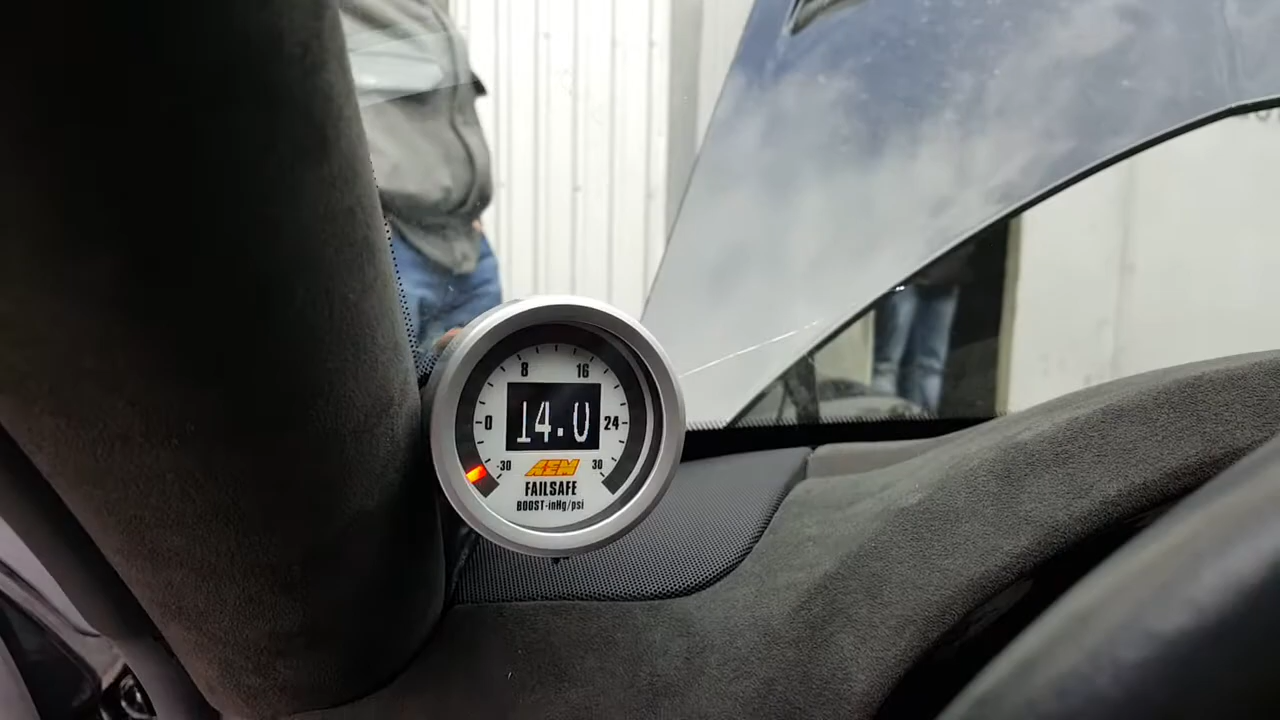 8 16
14.0
0 24
-30 30
AEM
FAILSAFE
BOOST-inHg/psi